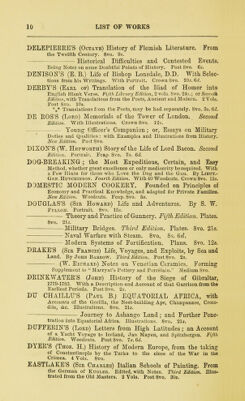 10 LIST OF WORKS
DELEPIERRE'S (OCTAVE) History of Flemish Literature. From
the Twelfth Century. 8vo. 9s.
Historical Difficulties and Contested Events.
Being Notes on some Doubtful Points of History. Post 8vo. 6s.
DENISON'S (E. B.) Life of Bishop Lonsdale, D.D. With Selec-
tions from his Writings. With Portrait. Crown 8vo. 10s. 6d.
DERBY'S (EARL OF) Translation of the Iliad of Homer into
English Blank Verse. Fifth Library Edition. 2 vols. 8vo. 24s.; or Seventh
Edition, with Translations from the Poets, Ancient and Modern. 2 Vols.
Post 8vo. 10s.
*** Translations from the Poets, may be had separately. 8vo. 3s. 6d.
DE ROS'S (LORD) Memorials of the Tower of London. Second
Edition. With Illustrations. Crown 8vo. 12s.
Young Officer's Companion; or, Essays on Military
Duties and Qualities: with Examples and Illustrations from History.
New Edition. Post 8vo.
DIXON'S (W. HEPWORTH) Story of the Life of Lord Bacon. Second
Edition. Portrait. Fcap. 8vo. 7s. 6d.
DOG-BREAKING; the Most Expeditious, Certain, and Easy
Method, whether great excellence or only mediocrity be required. With
a Few Hints for those who Love the Dog and the Gun. By LIEUT.-
GEN. HUTCHINSON. Fourth Edition. With 40 Woodcuts. Crown 8vo. 15s.
DOMESTIC MODERN COOKERY. Founded on Principles of
Economy and Practical Knowledge, and adapted for Private Families.
New Edition. Woodcuts. Fcap. 8vo. 5s.
DOUGLAS'S (SIR HOWARD) Life and Adventures. By S. W.
FULLOM. Portrait. 8vo. 15s.
Theory and Practice of Gunnery. Fifth Edition. Plates.
8vo. 21s.
Military Bridges. Third Edition. Plates. 8vo. 21s.
Naval Warfare with Steam. 8vo. 8s. 6d.
Modern Systems of Fortification. Plans. 8vo. 12s.
DRAKE'S (SIR FRANCIS) Life, Voyages, and Exploits, by Sea and
Land. By JOHN BARROW. Third Edition. Post 8vo. 2s.
(W. RICHARD) Notes on Venetian Ceramics. Forming
Supplement to "Marryat's Pottery and Porcelain." Medium 8vo.
DRINKWATER'S (JOHN) History of the Siege of Gibraltar,
1779-1783. With a Description and Account of that Garrison from the
Earliest Periods. Post 8vo. 2s.
DU CHAILLU'S (PAUL B.) EQUATORIAL AFRICA, with
Accounts of the Gorilla, the Nest-building Ape, Chimpanzee, Croco-
dile, &c. Illustrations. 8vo. 21s.
Journey to Ashango Land; and Further Pene-
tration into Equatorial Africa. Illustrations. 8vo. 21s.
DUFFERIN'S (LORD) Letters from High Latitudes; an Account
of a Yacht Voyage to Iceland, Jan Mayen, and Spitzbergen. Fifth
Edition. Woodcuts. Post 8vo. 7s. 6d.
DYER'S (THOS. H.) History of Modern Europe, from the taking
of Constantinople by the Turks to the close of the War in the
Crimea. 4 Vols. 8vo.
EASTLAKE'S (SIR CHARLES) Italian Schools of Painting. From
the German of KUGLER. Edited, with Notes. Third Edition. Illus-
trated from the Old Masters. 2 Vols. Post 8vo. 30s.